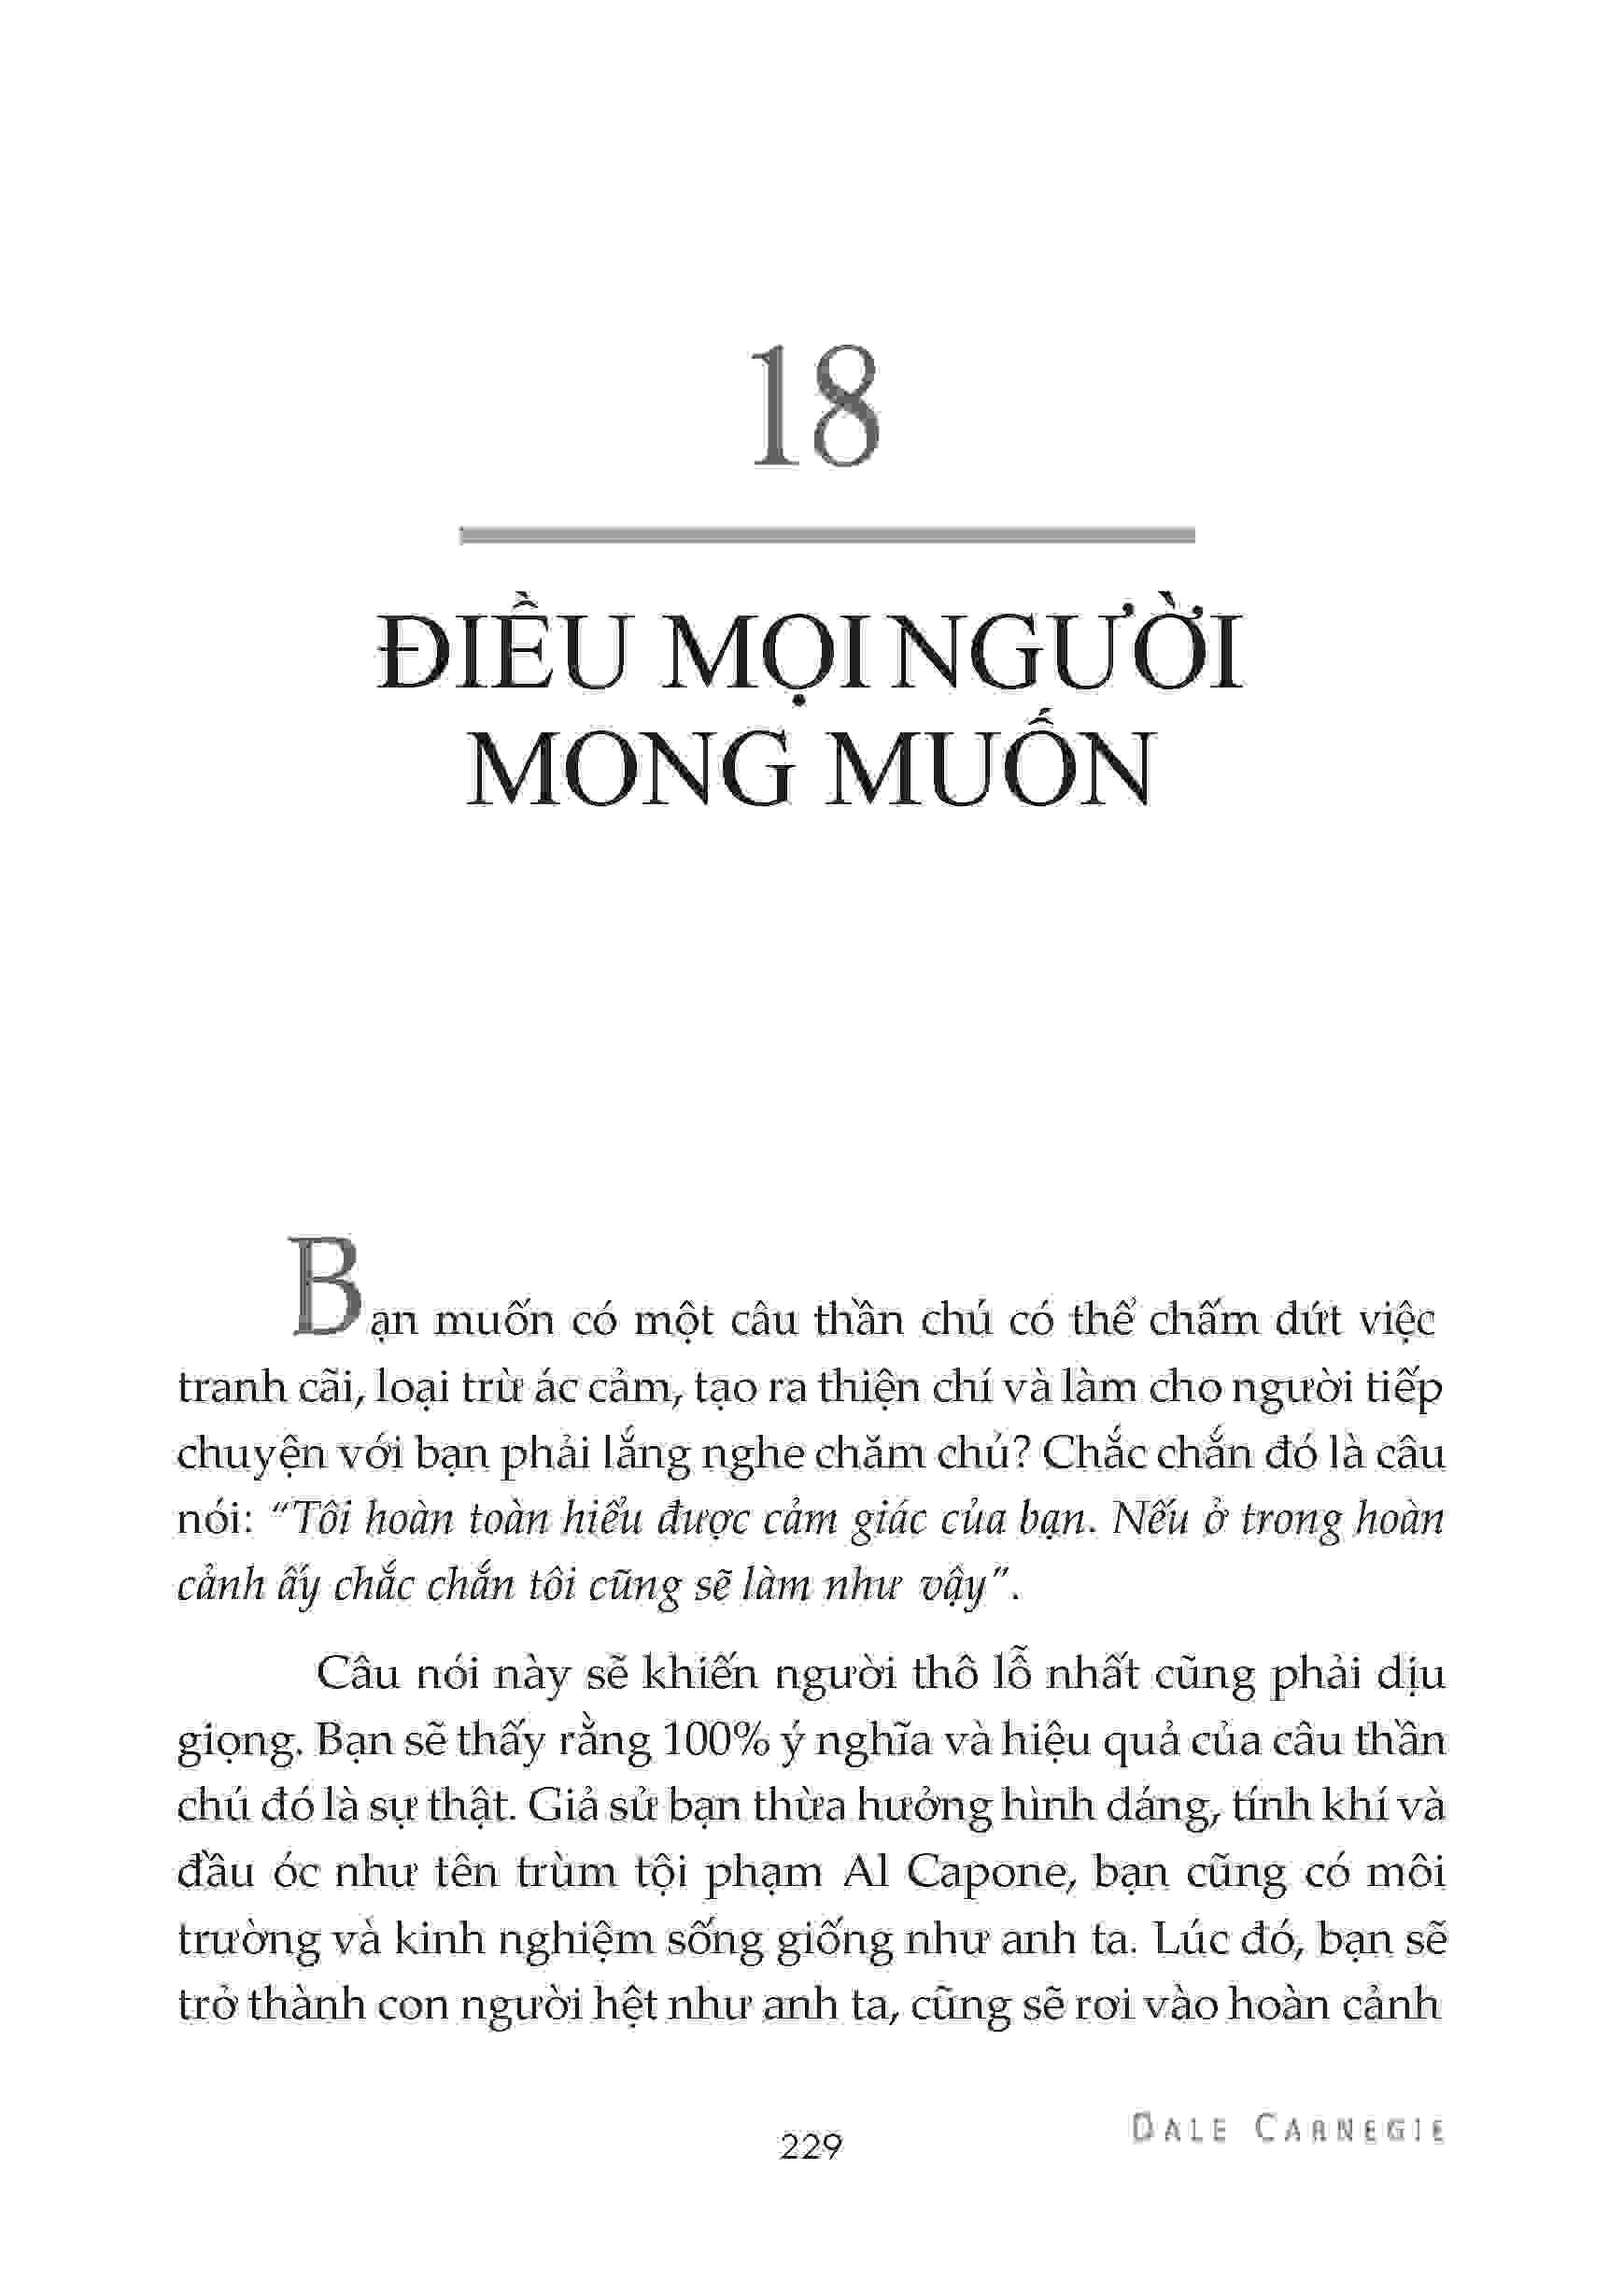 18
ĐIỀU MỌI NGƯỜI
MONG MUỐN
Bạn muốn có một câu thần chú có thể chấm dứt việc
tranh cãi, loại trừ ác cảm, tạo ra thiện chí và làm cho người tiếp
chuyện với bạn phải lắng nghe chăm chú? Chắc chắn đó là câu
nói: “Tôi hoàn toàn hiểu được cảm giác của bạn. Nếu ở trong hoàn
cảnh ấy chắc chắn tôi cũng sẽ làm như vậy”.
Câu nói này sẽ khiến người thô lỗ nhất cũng phải dịu
giọng. Bạn sẽ thấy rằng 100% ý nghĩa và hiệu quả của câu thần
chú đó là sự thật. Giả sử bạn thừa hưởng hình dáng, tính khí và
đầu óc như tên trùm tội phạm Al Capone, bạn cũng có môi
trường và kinh nghiệm sống giống như anh ta. Lúc đó, bạn sẽ
trở thành con người hệt như anh ta, cũng sẽ rơi vào hoàn cảnh
DALE CARNEGIE
229